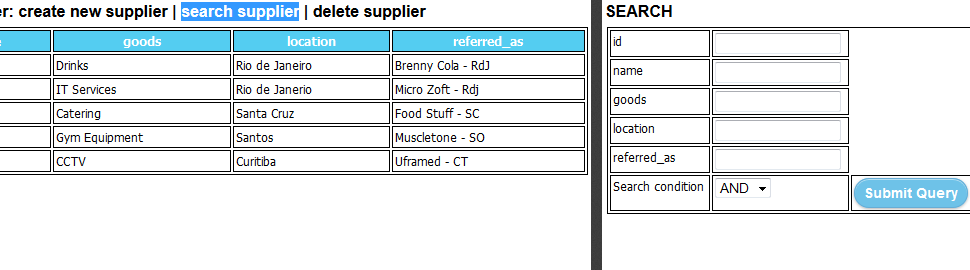 er: create new supplier | search supplier | delete supplier
e goods location referred_as
Drinks Rio de Janeiro Brenny Cola - RdJ
IT Services Rio de Janerio Micro Zoft - Rdj
Catering Santa Cruz Food Stuff - SC
Gym Equipment Santos Muscletone - SO
CCTV Curitiba Uframed - CT
SEARCH
id
name
goods
location
referred_as
Search condition AND Submit Query